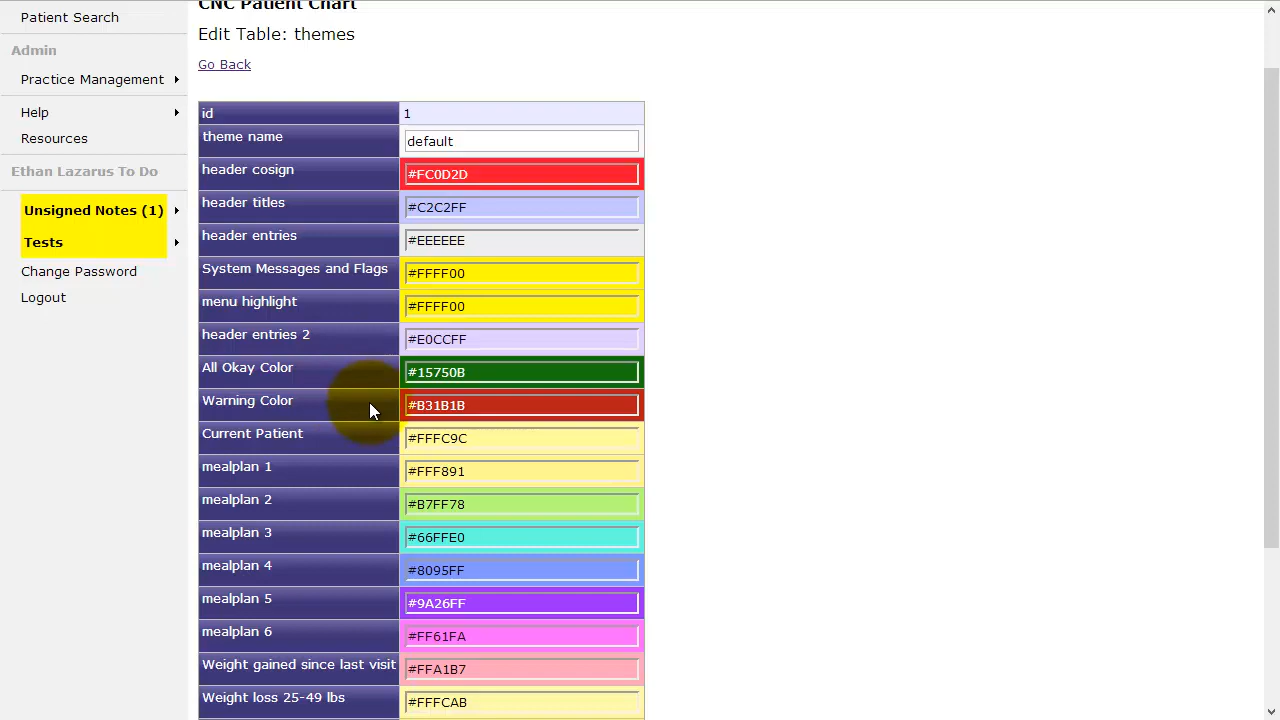 Patient Search
Admin
Practice Management
Help
Resources
Ethan Lazarus To Do
Unsigned Notes (1)
Tests
Change Password
Logout
CNC Patient Chart
Edit Table: themes
Go Back
id 1
theme name default
header cosign #FC0D2D
header titles #C2C2FF
header entries #EEEEEE
System Messages and Flags #FFFF00
menu highlight #FFFF00
header entries 2 #E0CCFF
All Okay Color #15750B
Warning Color #B31B1B
Current Patient #FFFC9C
mealplan 1 #FFF891
mealplan 2 #B7FF78
mealplan 3 #66FFE0
mealplan 4 #8095FF
mealplan 5 #9A26FF
mealplan 6 #FF61FA
Weight gained since last visit #FFA1B7
Weight loss 25-49 lbs #FFFCAB